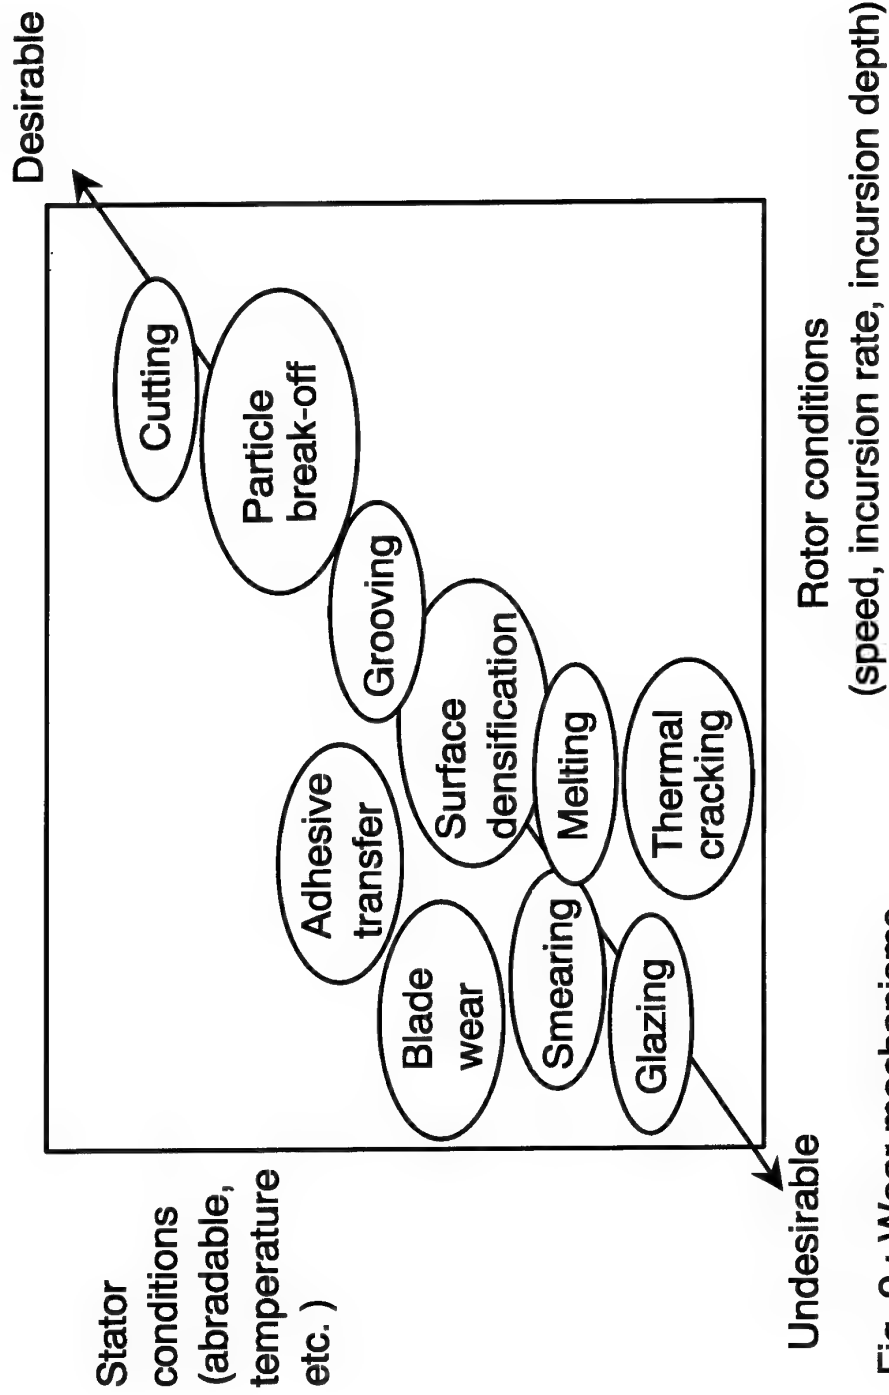 Desirable
Stator
conditions
(abradable,
temperature
etc. )
Cutting
Particle
break-off
Adhesive
transfer
Grooving
Blade
wear
Surface
densification
Smearing
Melting
Glazing
Thermal
cracking
Undesirable
Rotor conditions
(speed, incursion rate, incursion depth)
Wear mechanisms